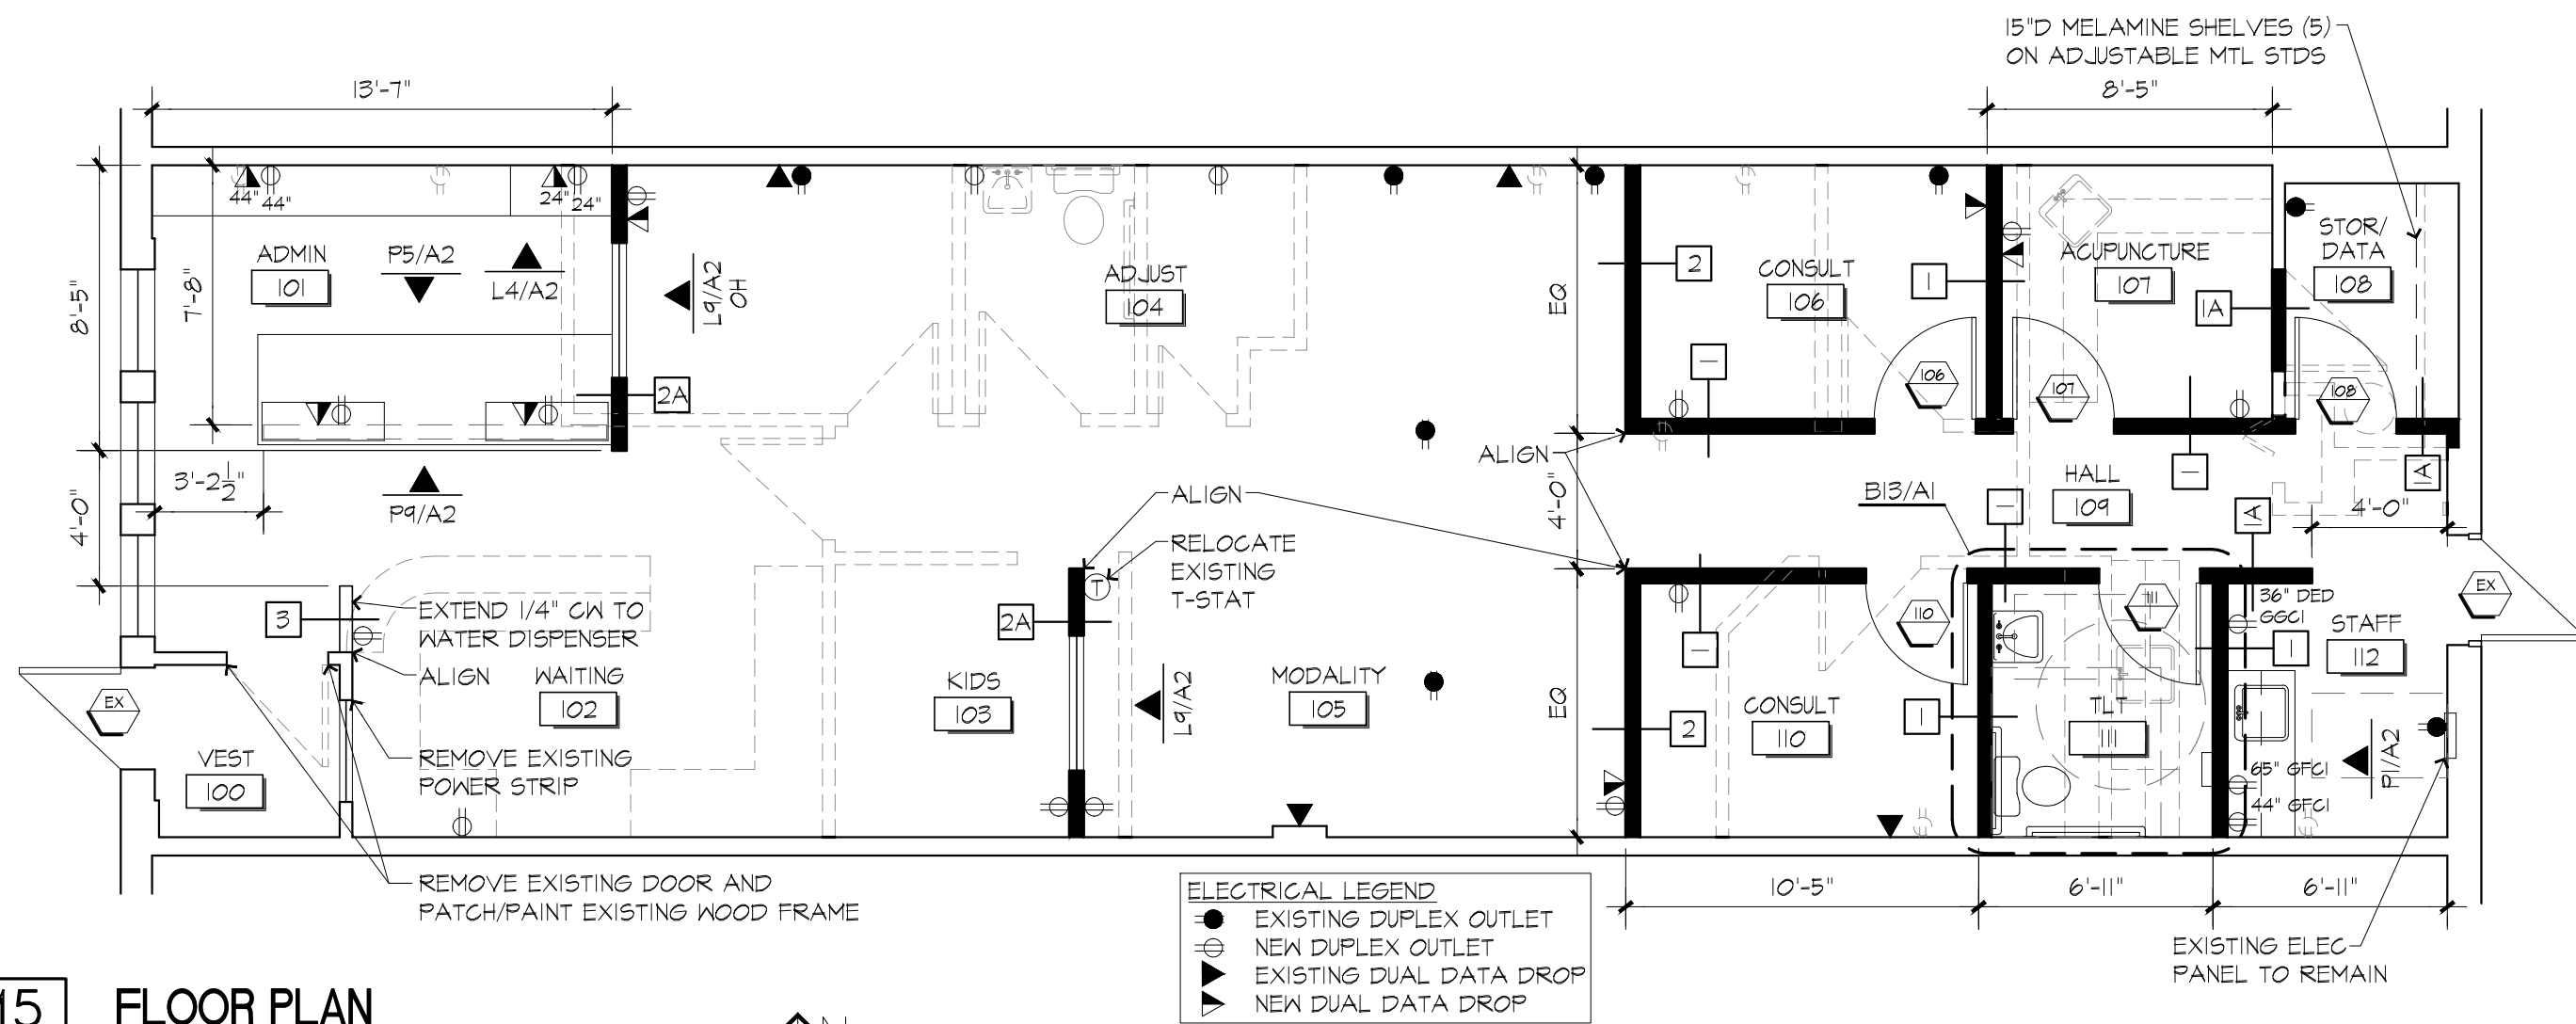 15"D MELAMINE SHELVES (5)
ON ADJUSTABLE MTL STDS
13'-7"
8'-5"
44" 44"
24" 24"
8'-5"
7'-8"
ADMIN
101
P5/A2
L4/A2
L9/A2
OH
ADJUST
104
EQ
2
CONSULT
106
1
ACUPUNCTURE
107
1A
STOR/
DATA
108
1
106
107
108
2A
ALIGN
4'-0"
3'-2 1/2"
P9/A2
ALIGN
4'-0"
B13/A1
1
HALL
109
1
1A
1A
4'-0"
RELOCATE
EXISTING
T-STAT
T
3
EXTEND 1/4" CW TO
WATER DISPENSER
ALIGN
WAITING
102
2A
KIDS
103
L9/A2
MODALITY
105
EQ
1
110
2
CONSULT
110
1
TLT
111
111
36" DED
GGCI
1
STAFF
112
EX
EX
VEST
100
REMOVE EXISTING
POWER STRIP
65" GFCI
44" GFCI
P1/A2
REMOVE EXISTING DOOR AND
PATCH/PAINT EXISTING WOOD FRAME
10'-5"
6'-11"
6'-11"
ELECTRICAL LEGEND
EXISTING DUPLEX OUTLET
NEW DUPLEX OUTLET
EXISTING DUAL DATA DROP
NEW DUAL DATA DROP
EXISTING ELEC
PANEL TO REMAIN
15
FLOOR PLAN
N